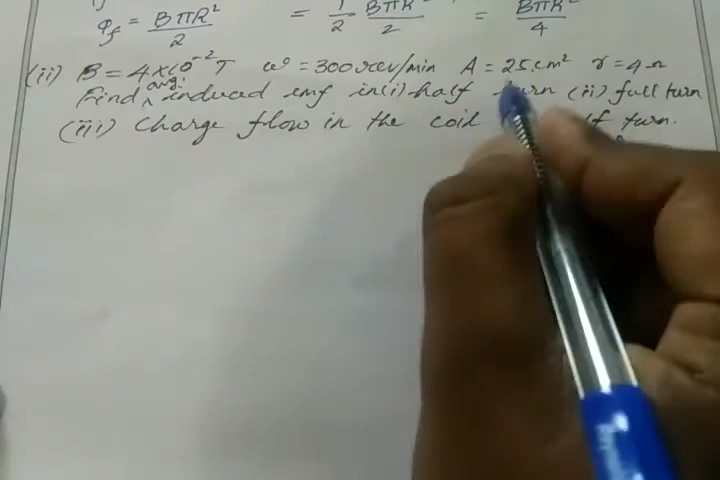 Φf = BπR² / 2 = 1/2 BπR² / 2 = BπR² / 4
(ii) B = 4×10⁻² T ω = 300 rev/min A = 25 cm² r = 4 Ω
Find avg. induced emf in (i) half turn (ii) full turn
(iii) Charge flow in the coil turn.